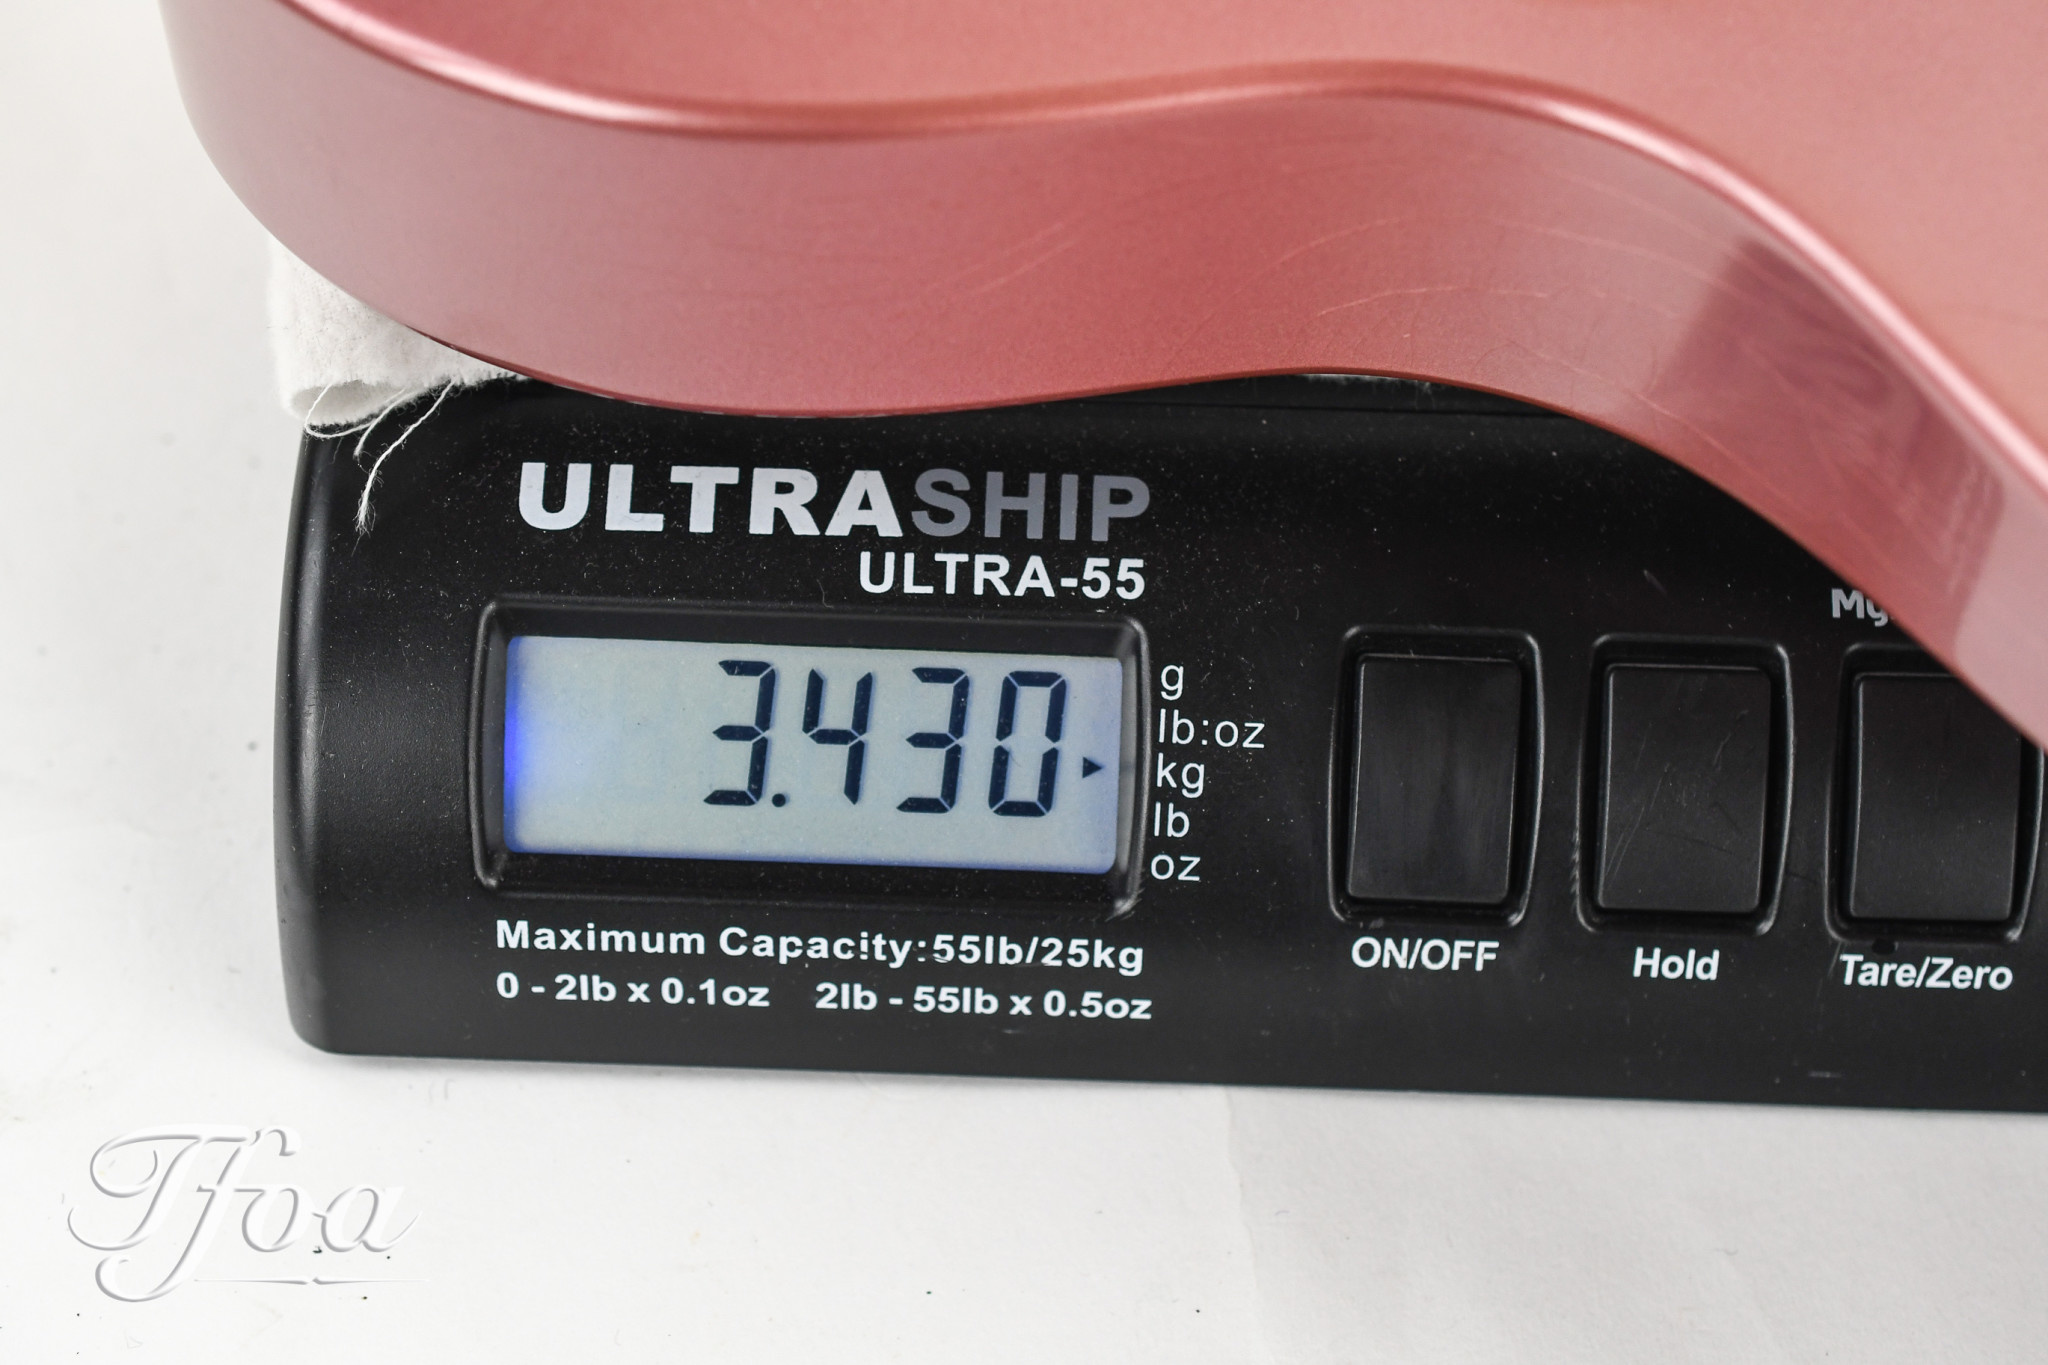 ULTRASHIP
ULTRA-55
3.430
g
lb:oz
kg
lb
oz
Maximum Capacity:55lb/25kg
0 - 2lb x 0.1oz 2lb - 55lb x 0.5oz
ON/OFF
Hold
Tare/Zero
Tfoa